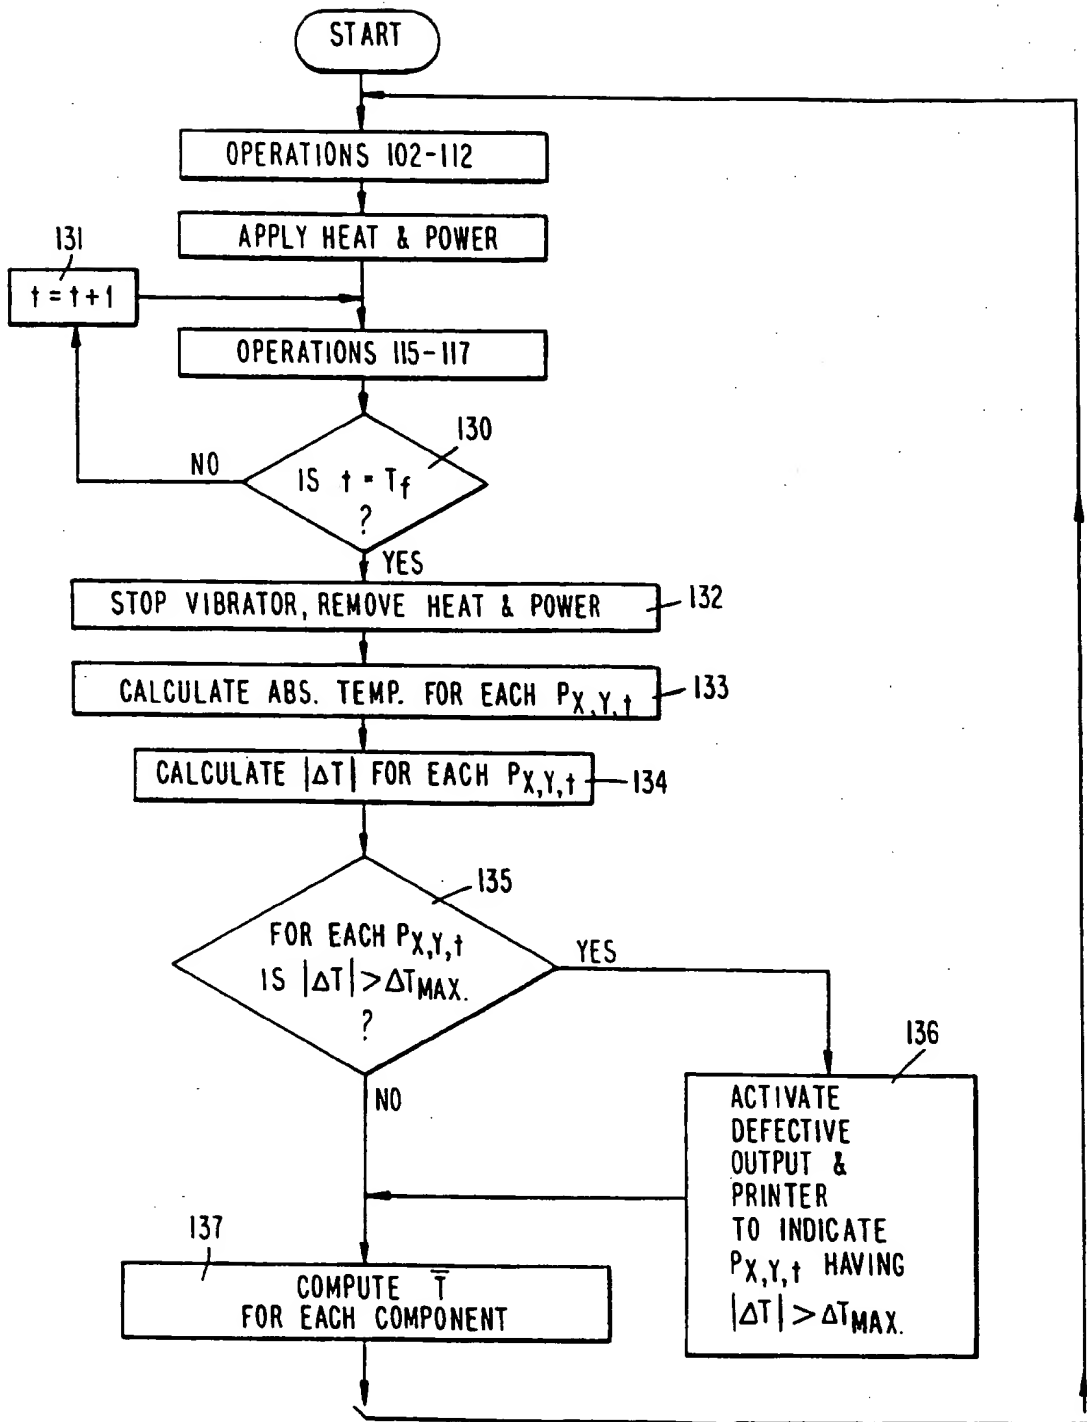 START
OPERATIONS 102-112
APPLY HEAT & POWER
131
t = t+1
OPERATIONS 115-117
130
NO
IS t = Tf
?
YES
STOP VIBRATOR, REMOVE HEAT & POWER
132
CALCULATE ABS. TEMP. FOR EACH PX,Y,t
133
CALCULATE |ΔT| FOR EACH PX,Y,t
134
135
FOR EACH PX,Y,t
IS |ΔT| > ΔTMAX.
?
YES
NO
136
ACTIVATE
DEFECTIVE
OUTPUT &
PRINTER
TO INDICATE
PX,Y,t HAVING
|ΔT| > ΔTMAX.
137
COMPUTE T̅
FOR EACH COMPONENT